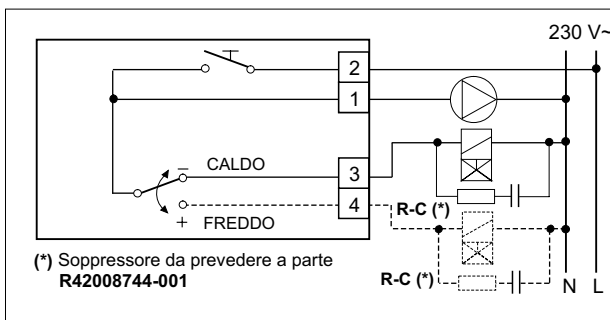 230 V~
2
1
– CALDO
3
+ FREDDO
4
R-C (*)
R-C (*)
(*) Soppressore da prevedere a parte
R42008744-001
N L